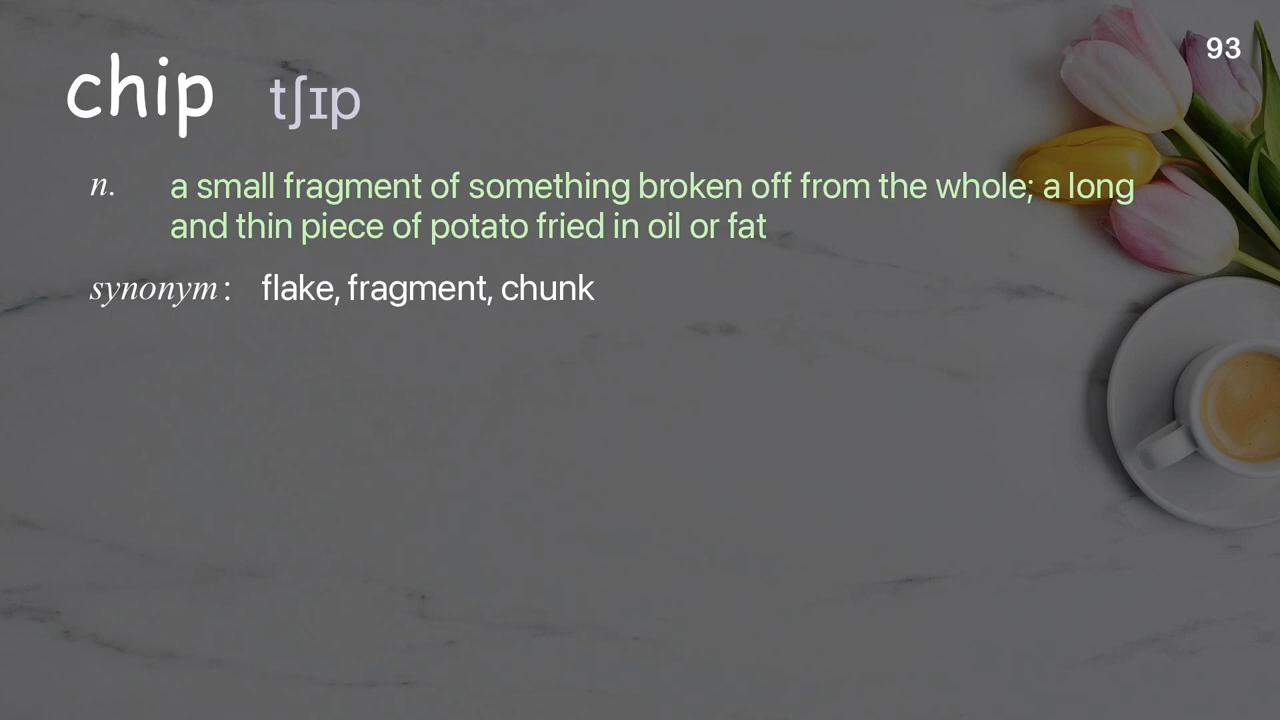 93
chip tʃɪp
n. a small fragment of something broken off from the whole; a long
and thin piece of potato fried in oil or fat
synonym: flake, fragment, chunk